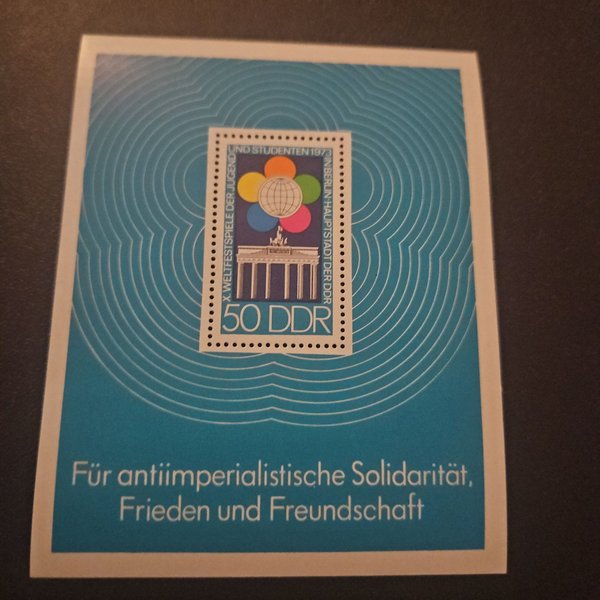 X. WELTFESTSPIELE DER JUGEND UND STUDENTEN 1973 IN BERLIN·HAUPTSTADT DER DDR
50 DDR
Für antiimperialistische Solidarität,
Frieden und Freundschaft